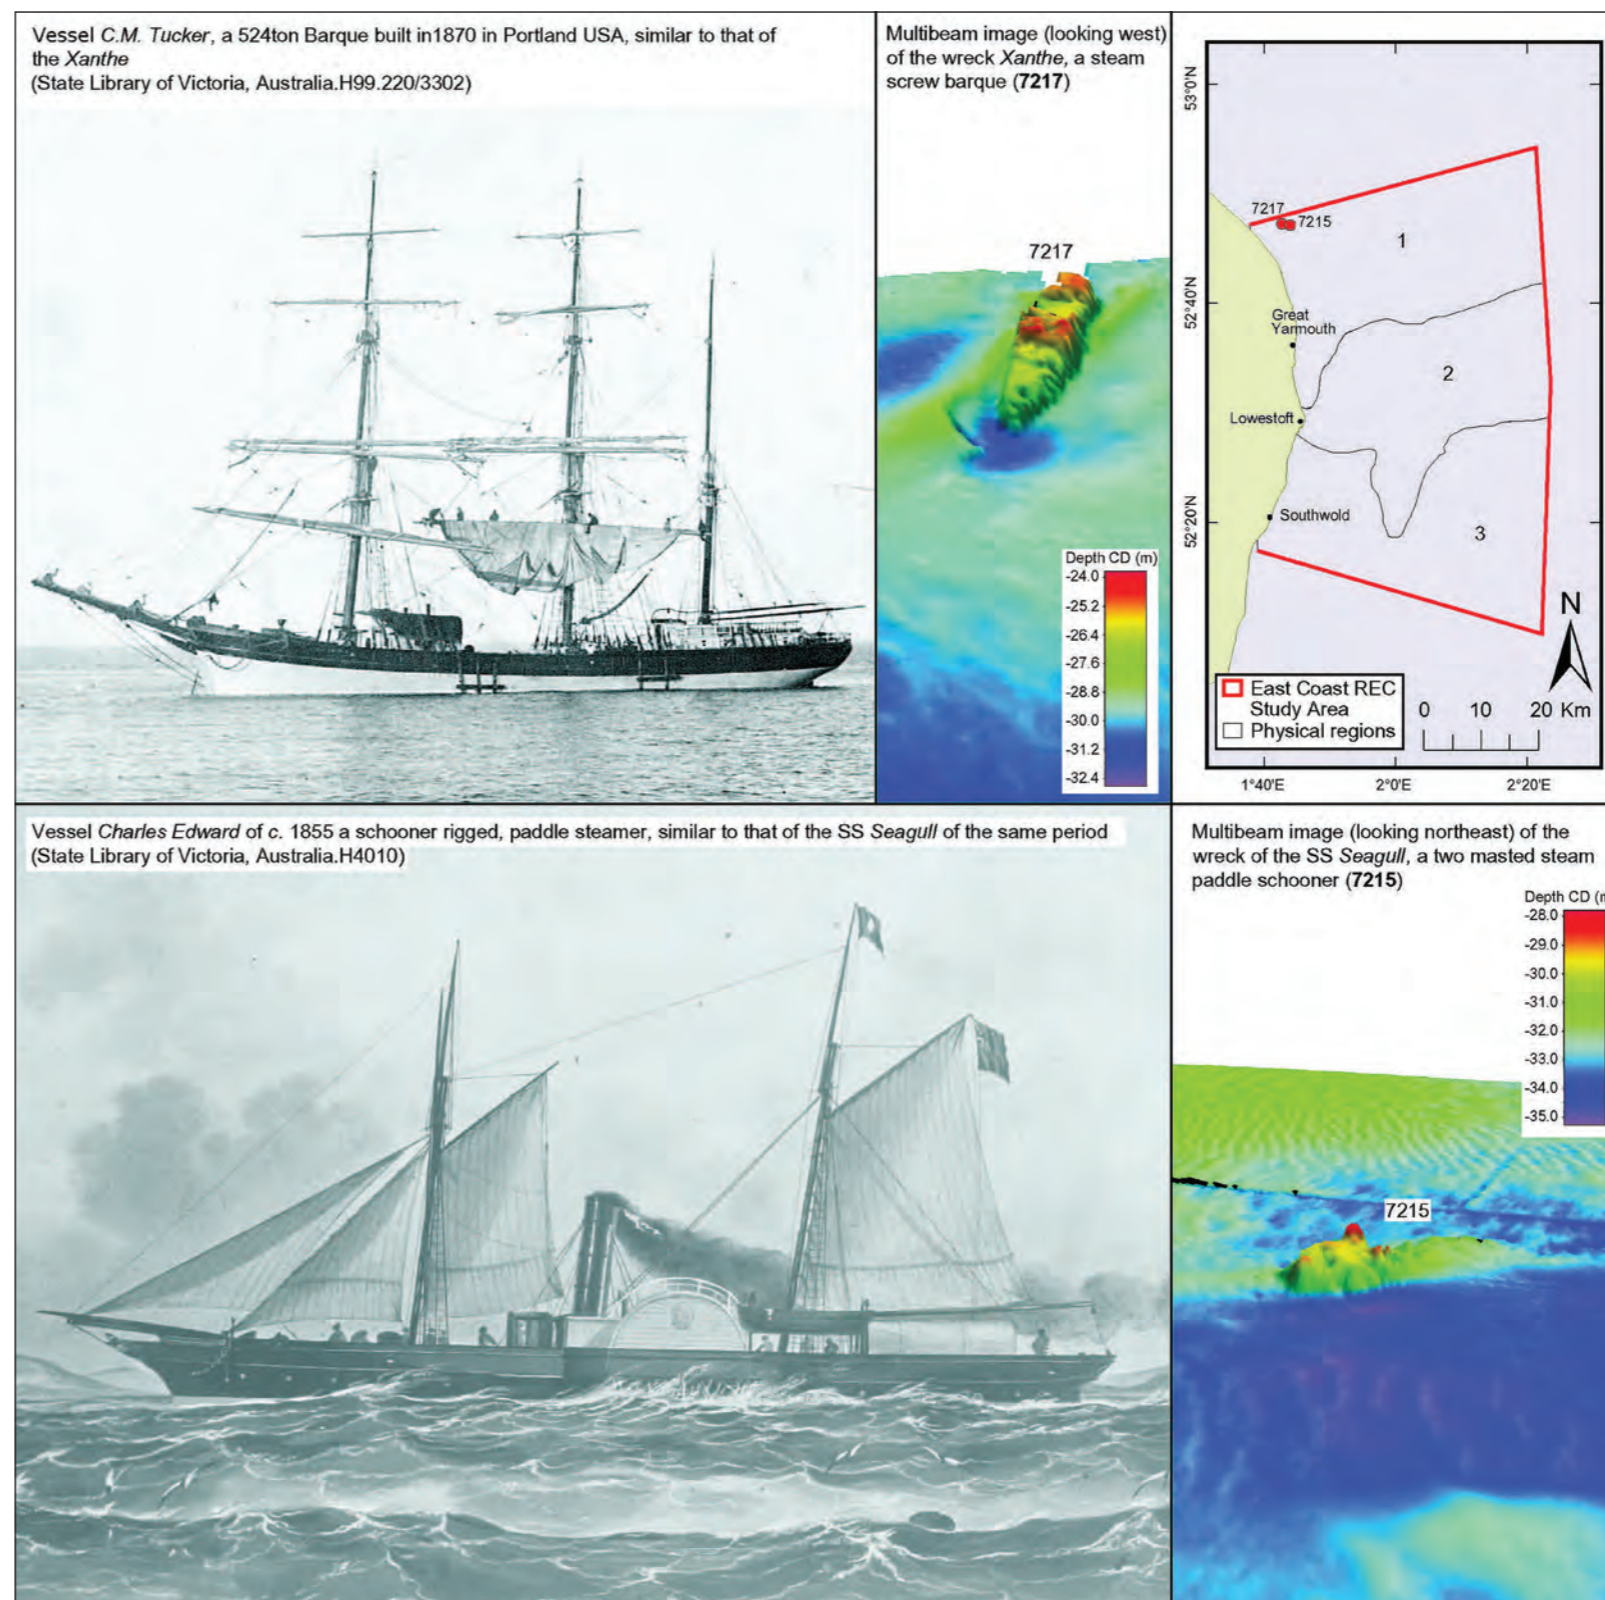 Vessel C.M. Tucker, a 524ton Barque built in1870 in Portland USA, similar to that of
the Xanthe
(State Library of Victoria, Australia.H99.220/3302)
Multibeam image (looking west)
of the wreck Xanthe, a steam
screw barque (7217)
7217
Depth CD (m)
-24.0
-25.2
-26.4
-27.6
-28.8
-30.0
-31.2
-32.4
53°0'N
52°40'N
52°20'N
7217
7215
1
Great
Yarmouth
2
Lowestoft
Southwold
3
N
East Coast REC
Study Area
Physical regions
0 10 20 Km
1°40'E 2°0'E 2°20'E
Vessel Charles Edward of c. 1855 a schooner rigged, paddle steamer, similar to that of the SS Seagull of the same period
(State Library of Victoria, Australia.H4010)
Multibeam image (looking northeast) of the
wreck of the SS Seagull, a two masted steam
paddle schooner (7215)
Depth CD (m
-28.0
-29.0
-30.0
-31.0
-32.0
-33.0
-34.0
-35.0
7215